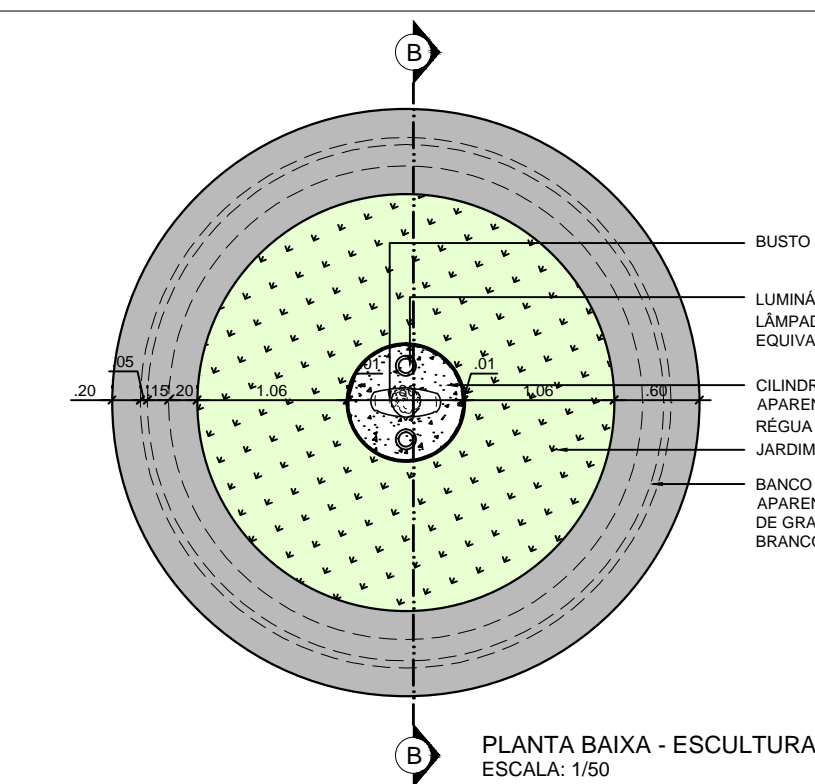 B
BUSTO
LUMINÁ
LÂMPAD
EQUIVA
.05
.01
.01
CILINDR
APAREN
RÉGUA
.20
.15
.20
1.06
.80
1.06
.60
JARDIM
BANCO
APAREN
DE GRA
BRANCO
B
PLANTA BAIXA - ESCULTURA
ESCALA: 1/50